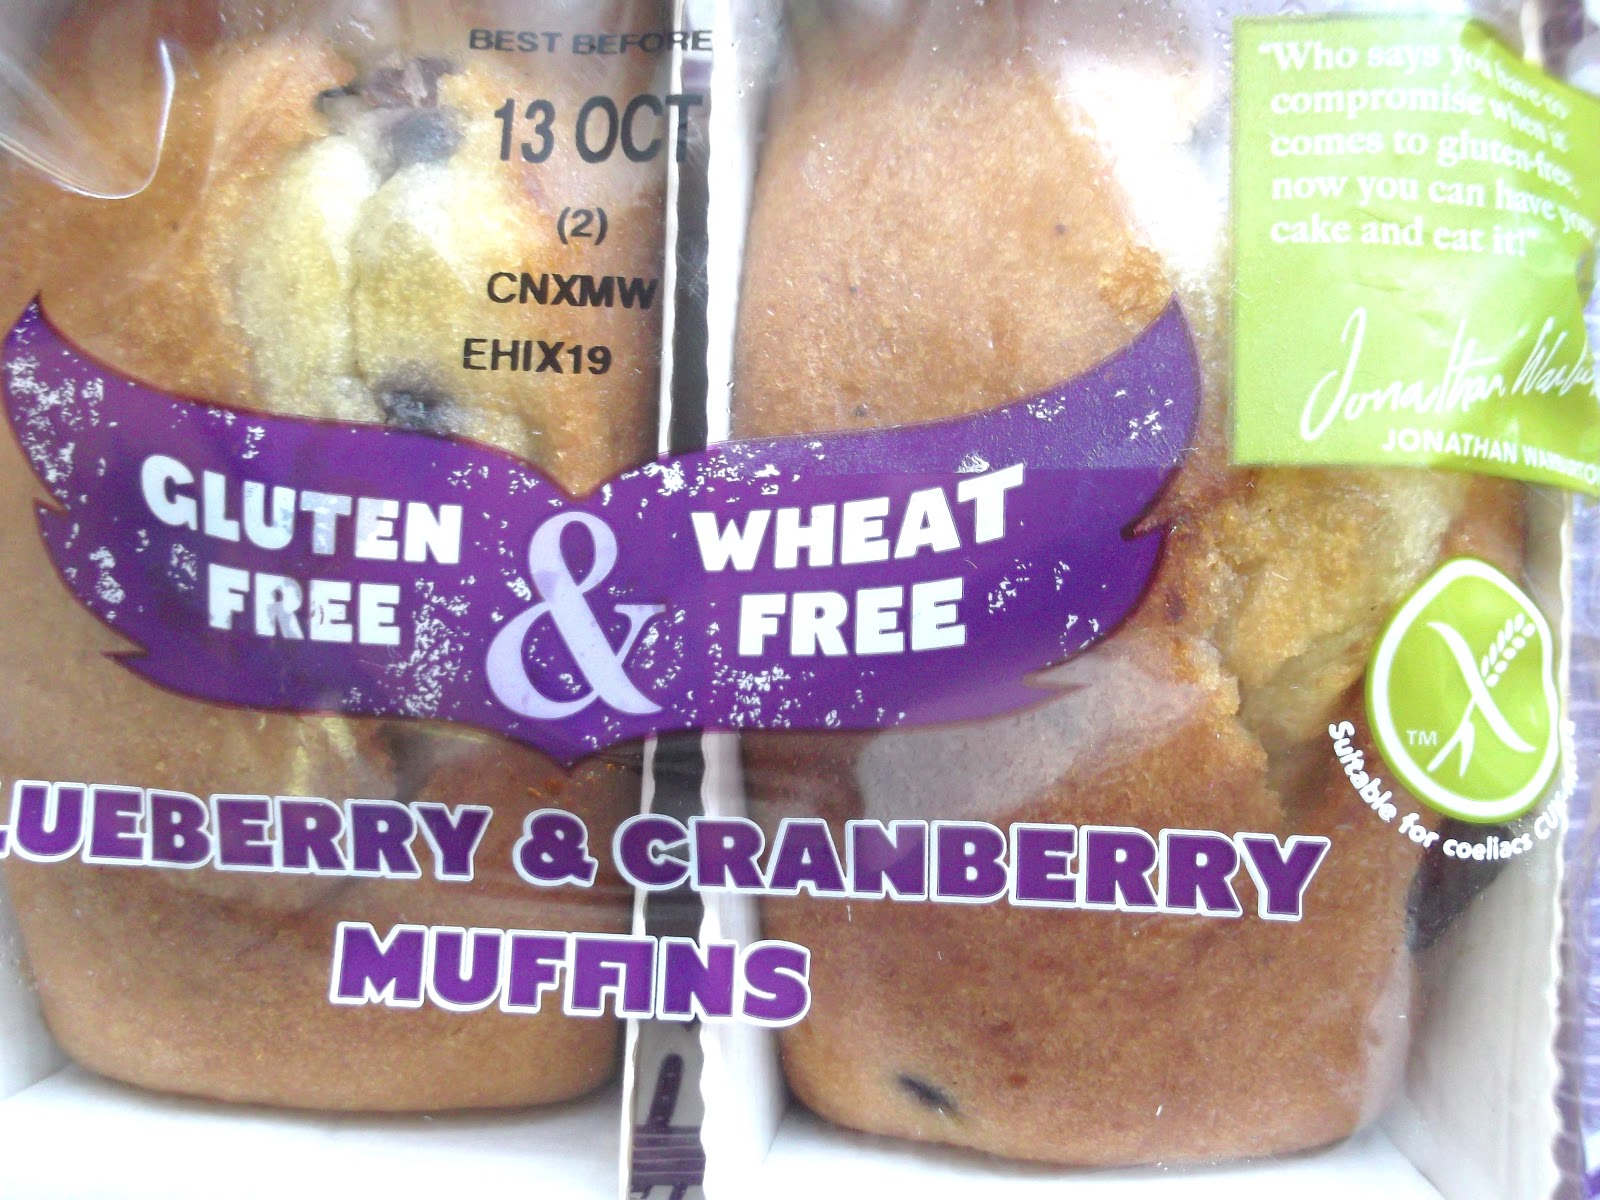 BEST BEFORE
13 OCT
(2)
CNXMW
EHIX19
"Who says you have to
compromise when it
comes to gluten-free..
now you can have your
cake and eat it!"
Jonathan
JONATHAN
GLUTEN
FREE
&
WHEAT
FREE
LUEBERRY & CRANBERRY
MUFFINS
TM
Suitable for coeliacs